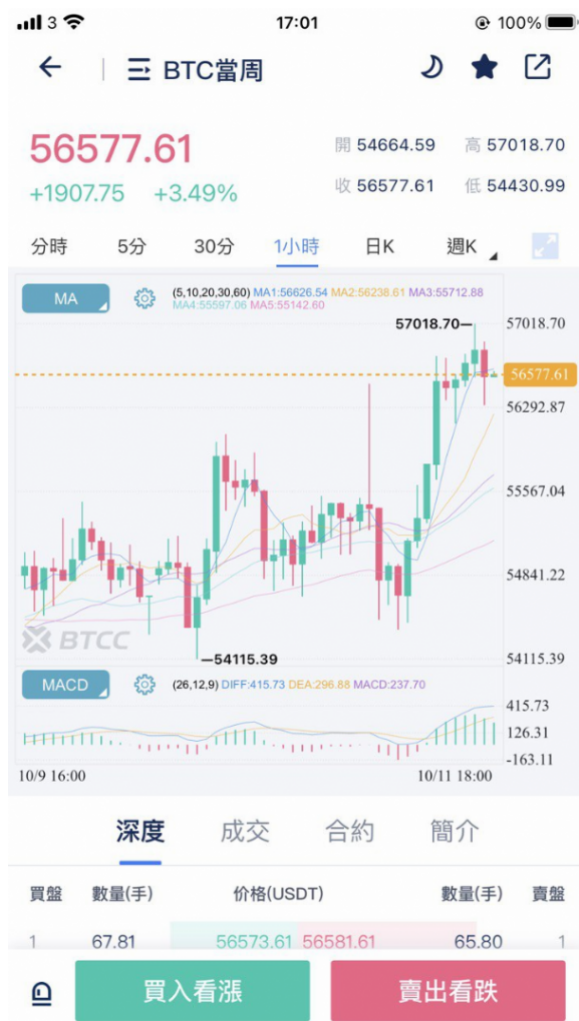 3 17:01 100%
BTC當周
56577.61 開 54664.59 高 57018.70
+1907.75 +3.49% 收 56577.61 低 54430.99
分時 5分 30分 1小時 日K 週K
MA (5,10,20,30,60) MA1:56626.54 MA2:56238.61 MA3:55712.88
MA4:55597.06 MA5:55142.60
57018.70 57018.70
56577.61
56292.87
55567.04
54841.22
BTCC
54115.39 54115.39
MACD (26,12,9) DIFF:415.73 DEA:296.88 MACD:237.70
415.73
126.31
-163.11
10/9 16:00 10/11 18:00
深度 成交 合約 簡介
買盤 數量(手) 价格(USDT) 數量(手) 賣盤
1 67.81 56573.61 56581.61 65.80 1
買入看漲 賣出看跌